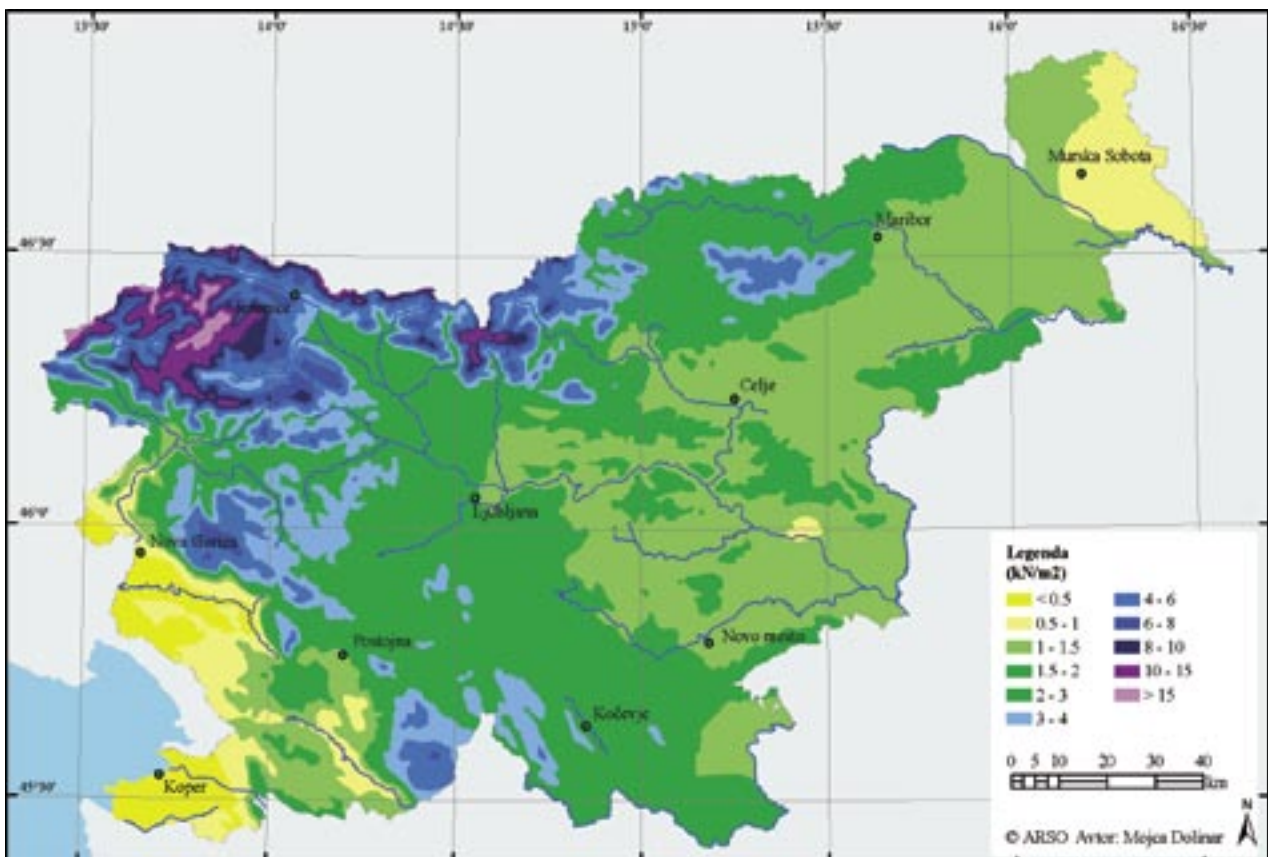 13°30'
14°0'
14°30'
15°0'
15°30'
16°0'
16°30'
Murska Sobota
Maribor
46°30'
Jesenice
Celje
Ljubljana
46°0'
Nova Gorica
Postojna
Novo mesto
Kočevje
Koper
45°30'
Legenda
(kN/m2)
< 0.5
0.5 - 1
1 - 1.5
1.5 - 2
2 - 3
3 - 4
4 - 6
6 - 8
8 - 10
10 - 15
> 15
0 5 10 20 30 40
km
N
© ARSO Avtor: Mojca Dolinar